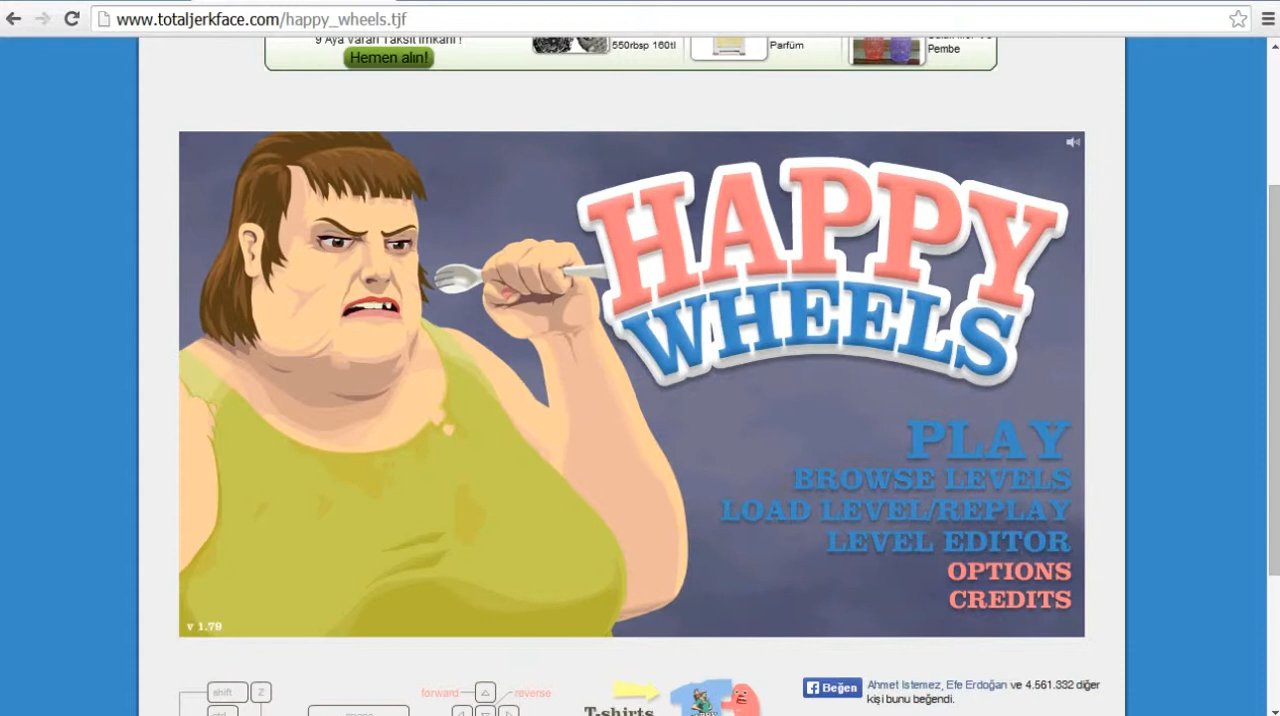 www.totaljerkface.com/happy_wheels.tjf
9 Aya Varan Taksit İmkanı !
Hemen alın!
550rbsp 160tl
Parfüm
Pembe
HAPPY
WHEELS
PLAY
BROWSE LEVELS
LOAD LEVEL/REPLAY
LEVEL EDITOR
OPTIONS
CREDITS
v 1.79
shift
Z
forward
reverse
T-shirts
Beğen
Ahmet Istemez, Efe Erdoğan ve 4.561.332 diğer
kişi bunu beğendi.